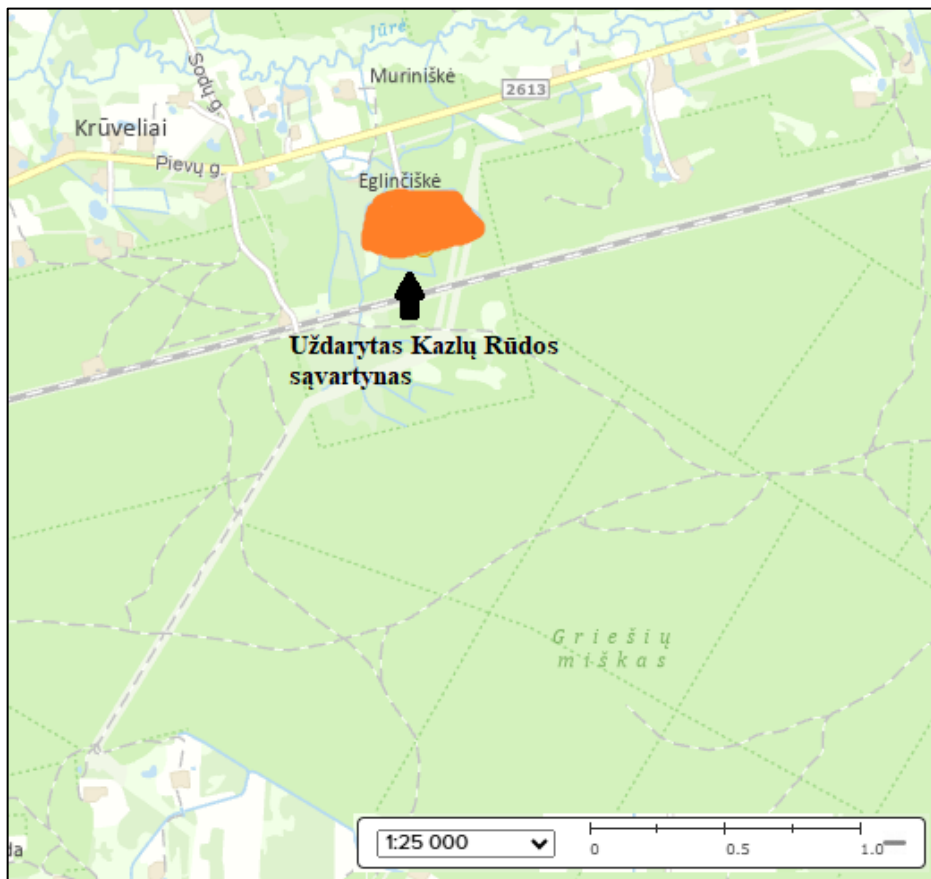 Jūrė
Muriniškė
2613
Sodų g.
Krūveliai
Pievų g.
Eglinčiškė
Uždarytas Kazlų Rūdos
sąvartynas
Griešių
miškas
1:25 000
0 0.5 1.0
da